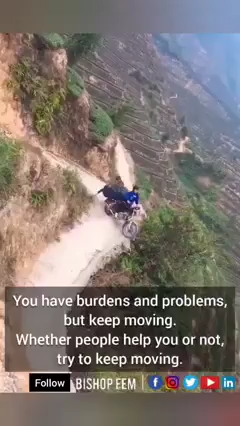 You have burdens and problems,
but keep moving.
Whether people help you or not,
try to keep moving.
Follow BISHOP EEM